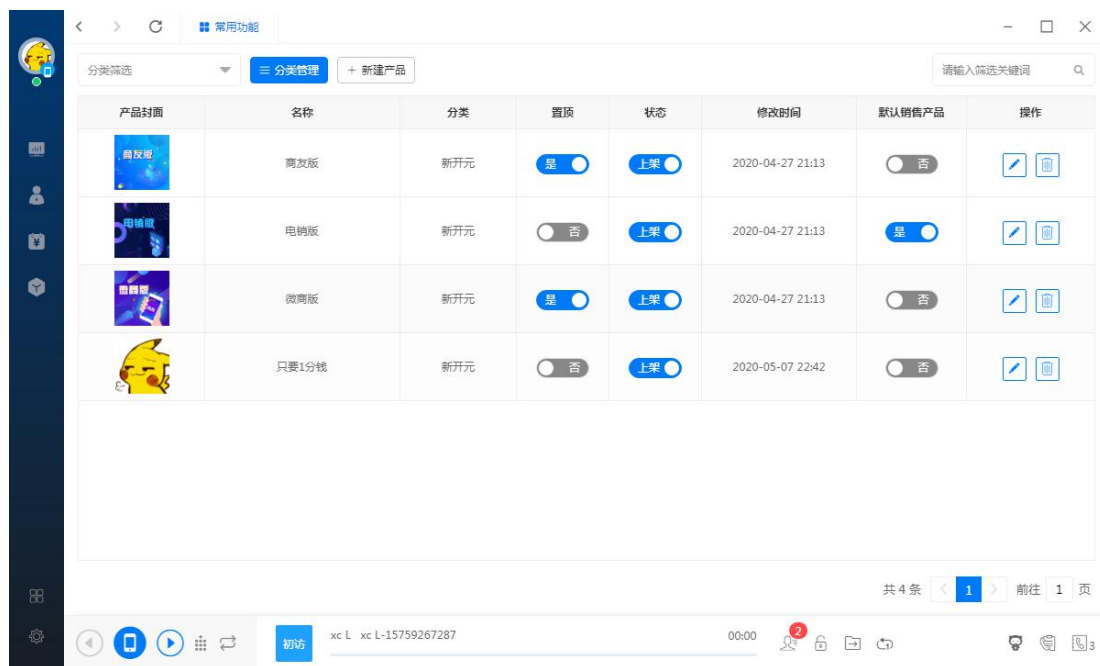 常用功能
分类筛选
分类管理
+ 新建产品
请输入筛选关键词
产品封面 名称 分类 置顶 状态 修改时间 默认销售产品 操作
商友版 商友版 新开元 是 上架 2020-04-27 21:13 否
电销版 电销版 新开元 否 上架 2020-04-27 21:13 是
微商版 微商版 新开元 是 上架 2020-04-27 21:13 否
只要1分钱 新开元 否 上架 2020-05-07 22:42 否
共 4 条 1 前往 1 页
初访 xc L xc L-15759267287 00:00 2 3